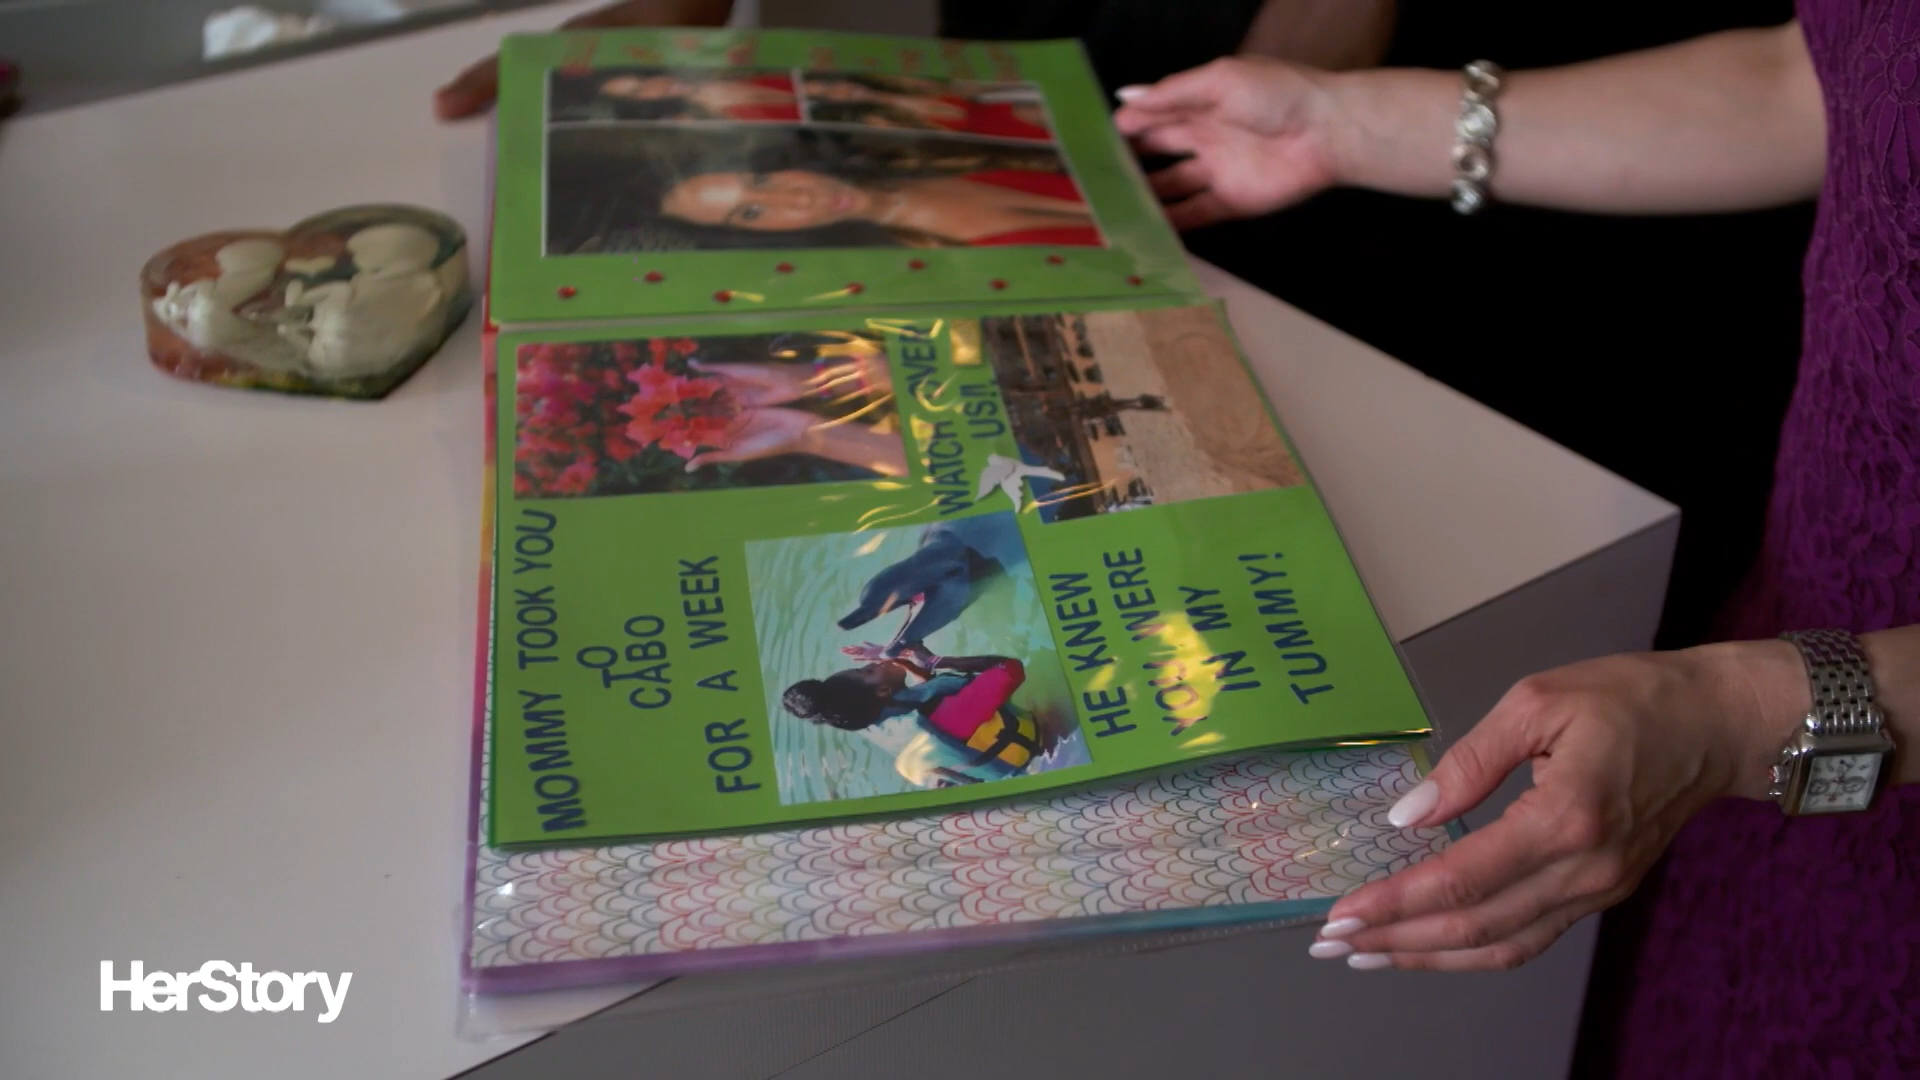 MOMMY TOOK YOU
TO
CABO
FOR A WEEK
WATCH OVER
US!!
HE KNEW
YOU WERE
IN MY
TUMMY!
HerStory